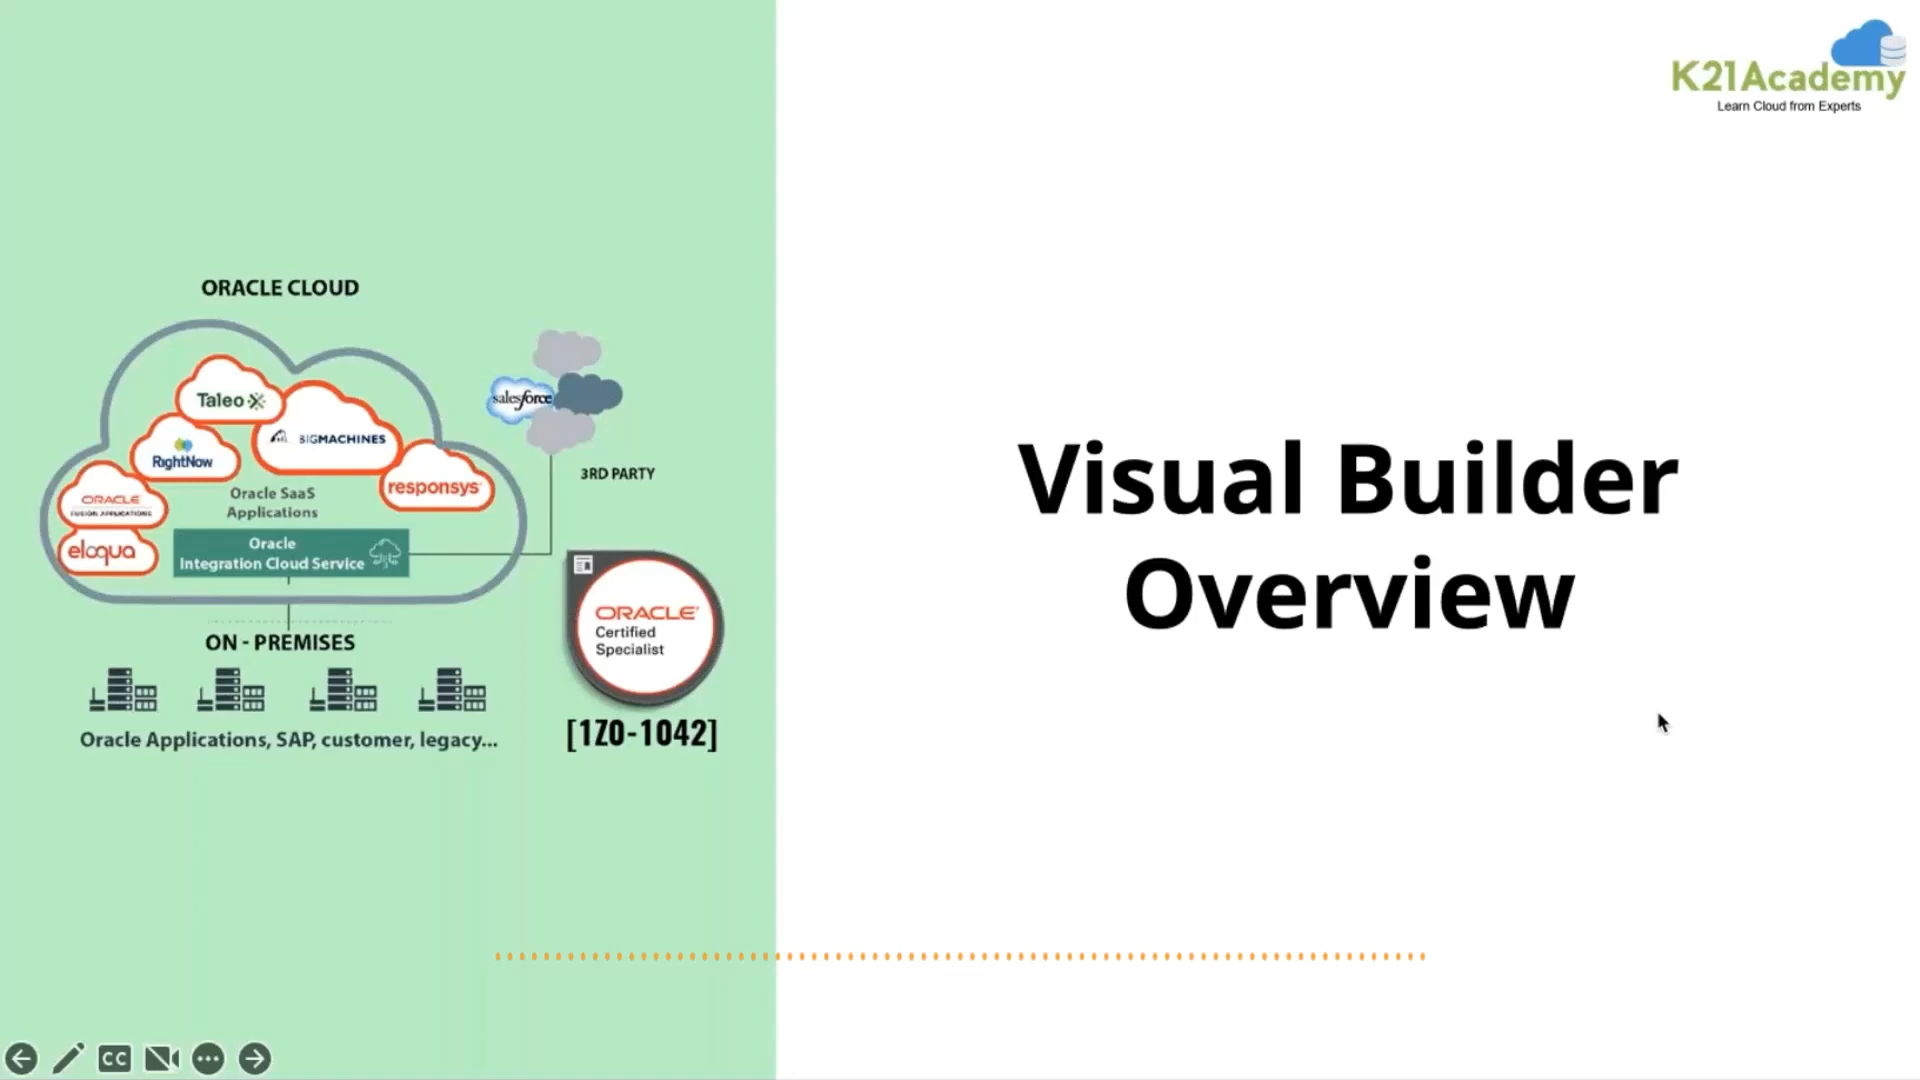 K21Academy
Learn Cloud from Experts
ORACLE CLOUD
Taleo
BIGMACHINES
RightNow
responsys
ORACLE
FUSION APPLICATIONS
eloqua
Oracle SaaS
Applications
Oracle
Integration Cloud Service
salesforce
3RD PARTY
ON - PREMISES
Oracle Applications, SAP, customer, legacy...
ORACLE
Certified
Specialist
[1Z0-1042]
Visual Builder
Overview
CC